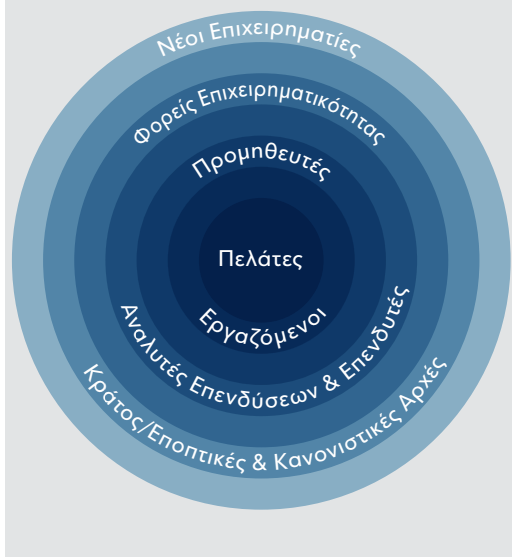 Νέοι Επιχειρηματίες
Φορείς Επιχειρηματικότητας
Προμηθευτές
Πελάτες
Εργαζόμενοι
Αναλυτές Επενδύσεων & Επενδυτές
Κράτος/Εποπτικές & Κανονιστικές Αρχές